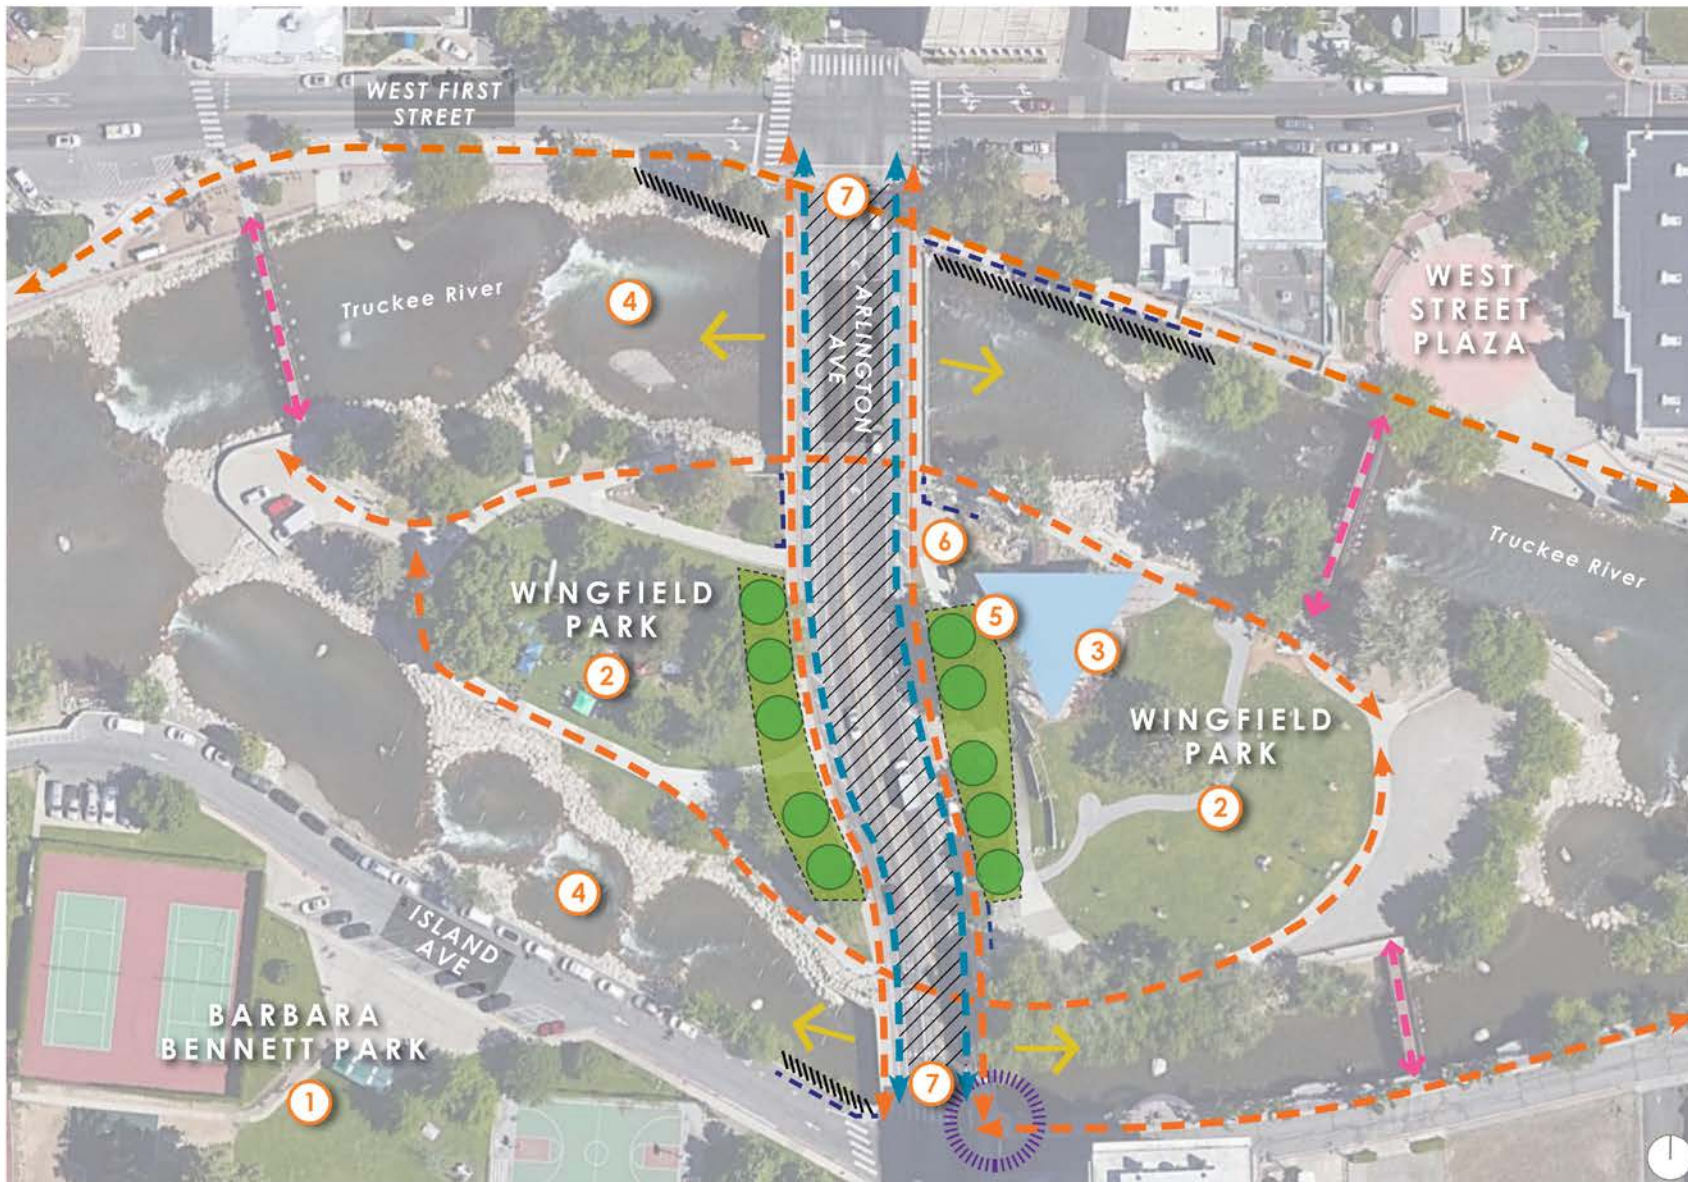 WEST FIRST
STREET
7
Truckee River
4
ARLINGTON
AVE
WEST
STREET
PLAZA
6
Truckee River
WINGFIELD
PARK
2
5
3
WINGFIELD
PARK
2
4
ISLAND
AVE
BARBARA
BENNETT PARK
1
7